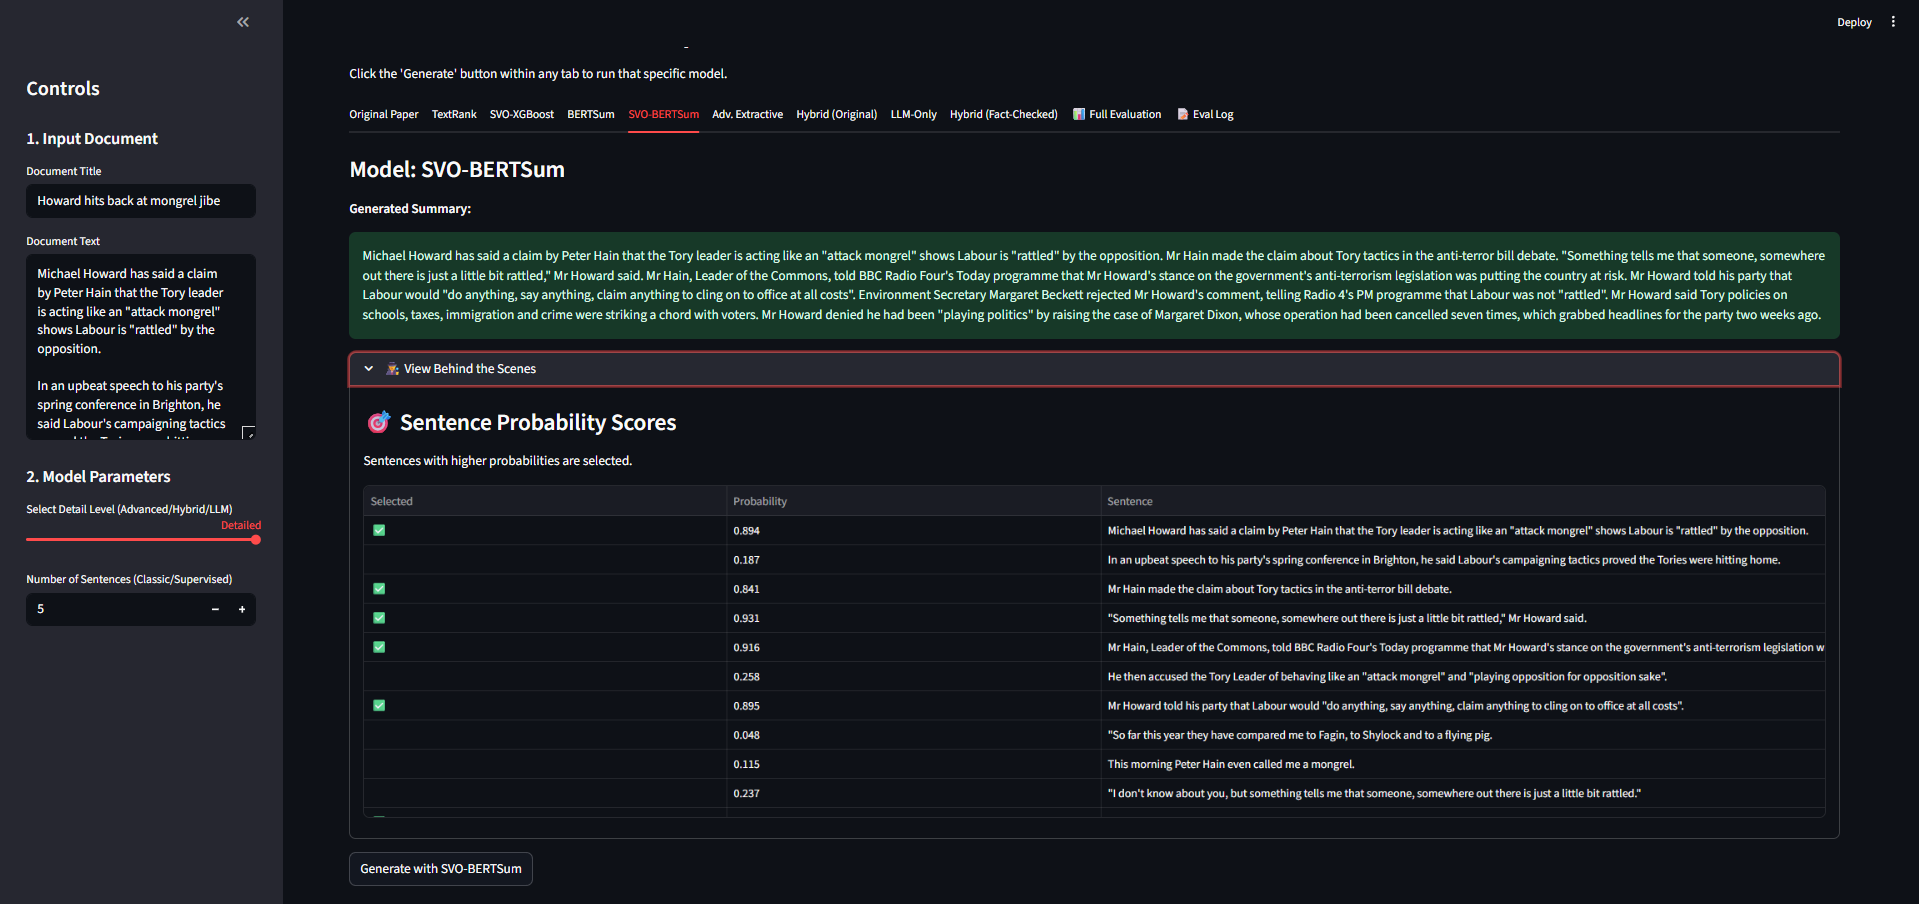 Deploy
Controls
1. Input Document
Document Title
Howard hits back at mongrel jibe
Document Text
Michael Howard has said a claim
by Peter Hain that the Tory leader
is acting like an "attack mongrel"
shows Labour is "rattled" by the
opposition.
In an upbeat speech to his party's
spring conference in Brighton, he
said Labour's campaigning tactics
2. Model Parameters
Select Detail Level (Advanced/Hybrid/LLM)
Detailed
Number of Sentences (Classic/Supervised)
5
Click the 'Generate' button within any tab to run that specific model.
Original Paper TextRank SVO-XGBoost BERTSum SVO-BERTSum Adv. Extractive Hybrid (Original) LLM-Only Hybrid (Fact-Checked) Full Evaluation Eval Log
Model: SVO-BERTSum
Generated Summary:
Michael Howard has said a claim by Peter Hain that the Tory leader is acting like an "attack mongrel" shows Labour is "rattled" by the opposition. Mr Hain made the claim about Tory tactics in the anti-terror bill debate. "Something tells me that someone, somewhere
out there is just a little bit rattled," Mr Howard said. Mr Hain, Leader of the Commons, told BBC Radio Four's Today programme that Mr Howard's stance on the government's anti-terrorism legislation was putting the country at risk. Mr Howard told his party that
Labour would "do anything, say anything, claim anything to cling on to office at all costs". Environment Secretary Margaret Beckett rejected Mr Howard's comment, telling Radio 4's PM programme that Labour was not "rattled". Mr Howard said Tory policies on
schools, taxes, immigration and crime were striking a chord with voters. Mr Howard denied he had been "playing politics" by raising the case of Margaret Dixon, whose operation had been cancelled seven times, which grabbed headlines for the party two weeks ago.
View Behind the Scenes
Sentence Probability Scores
Sentences with higher probabilities are selected.
Selected Probability Sentence
0.894 Michael Howard has said a claim by Peter Hain that the Tory leader is acting like an "attack mongrel" shows Labour is "rattled" by the opposition.
0.187 In an upbeat speech to his party's spring conference in Brighton, he said Labour's campaigning tactics proved the Tories were hitting home.
0.841 Mr Hain made the claim about Tory tactics in the anti-terror bill debate.
0.931 "Something tells me that someone, somewhere out there is just a little bit rattled," Mr Howard said.
0.916 Mr Hain, Leader of the Commons, told BBC Radio Four's Today programme that Mr Howard's stance on the government's anti-terrorism legislation w
0.258 He then accused the Tory Leader of behaving like an "attack mongrel" and "playing opposition for opposition sake".
0.895 Mr Howard told his party that Labour would "do anything, say anything, claim anything to cling on to office at all costs".
0.048 "So far this year they have compared me to Fagin, to Shylock and to a flying pig.
0.115 This morning Peter Hain even called me a mongrel.
0.237 "I don't know about you, but something tells me that someone, somewhere out there is just a little bit rattled."
Generate with SVO-BERTSum